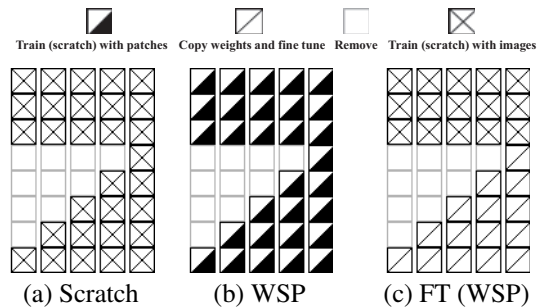 Train (scratch) with patches Copy weights and fine tune Remove Train (scratch) with images
(a) Scratch (b) WSP (c) FT (WSP)